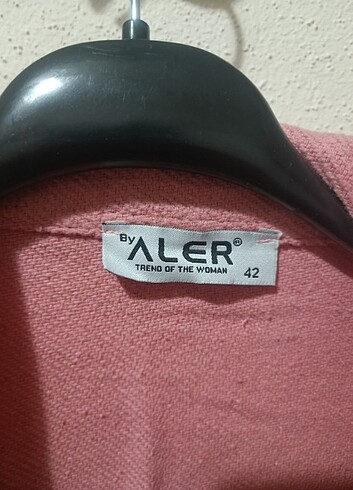 By ALER®
TREND OF THE WOMAN
42